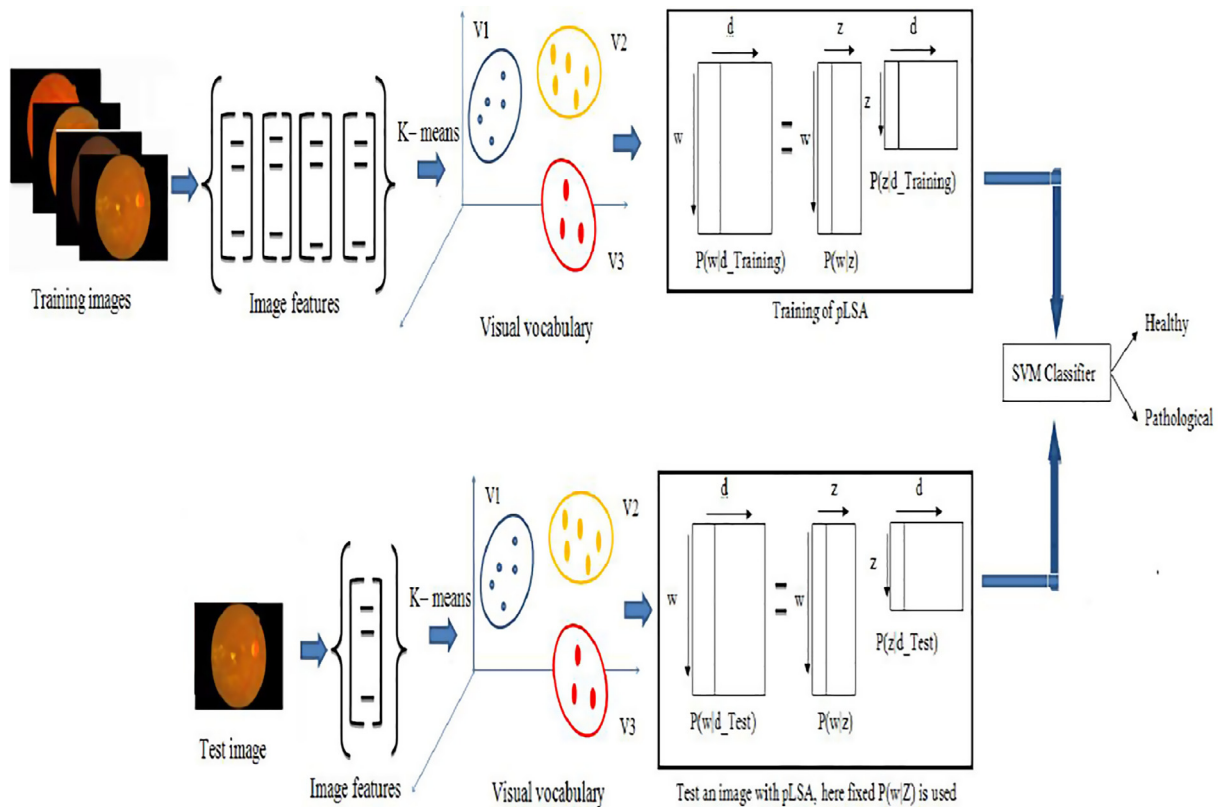 Training images
Image features
K– means
V1
V2
V3
Visual vocabulary
d
w
P(w|d_Training)
=
z
w
P(w|z)
d
z
P(z|d_Training)
Training of pLSA
SVM Classifier
Healthy
Pathological
Test image
Image features
K– means
V1
V2
V3
Visual vocabulary
d
w
P(w|d_Test)
=
z
w
P(w|z)
d
z
P(z|d_Test)
Test an image with pLSA, here fixed P(w|Z) is used